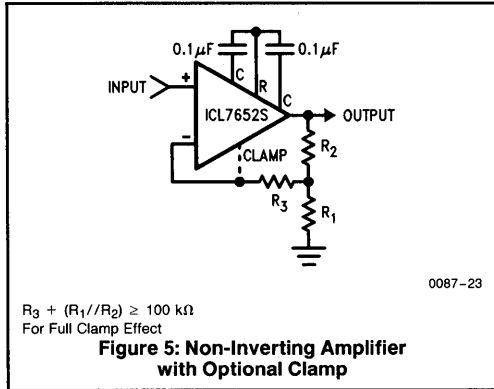 0.1μF 0.1μF
C R C
INPUT + ICL7652S OUTPUT
- CLAMP R2
R3 R1
0087–23
R3 + (R1//R2) ≥ 100 kΩ
For Full Clamp Effect
Figure 5: Non-Inverting Amplifier
with Optional Clamp